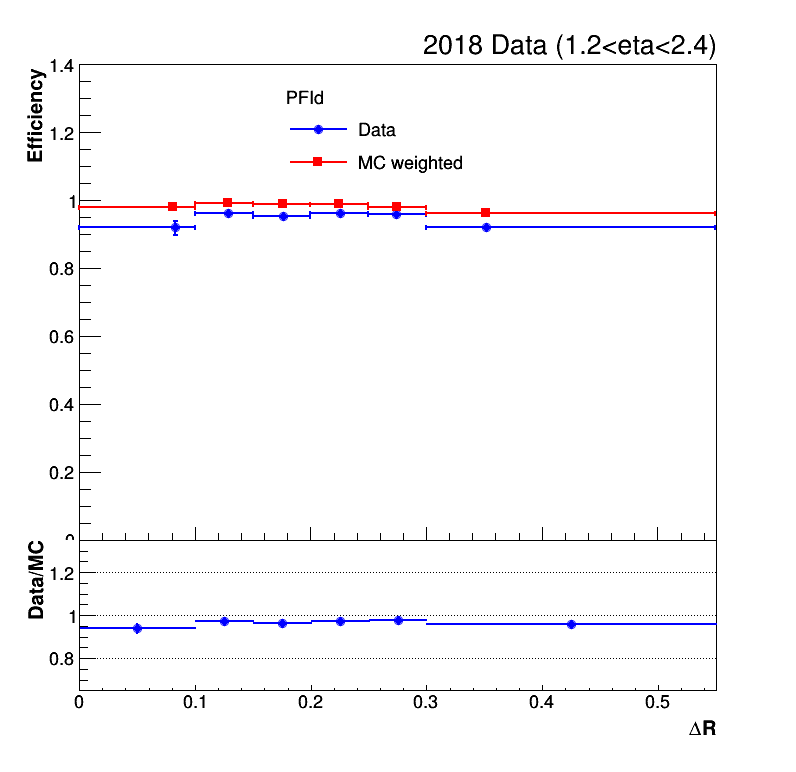 2018 Data (1.2<eta<2.4)
Efficiency
1.4
1.2
1
0.8
0.6
0.4
0.2
0
PFId
Data
MC weighted
Data/MC
1.2
1
0.8
0 0.1 0.2 0.3 0.4 0.5
ΔR